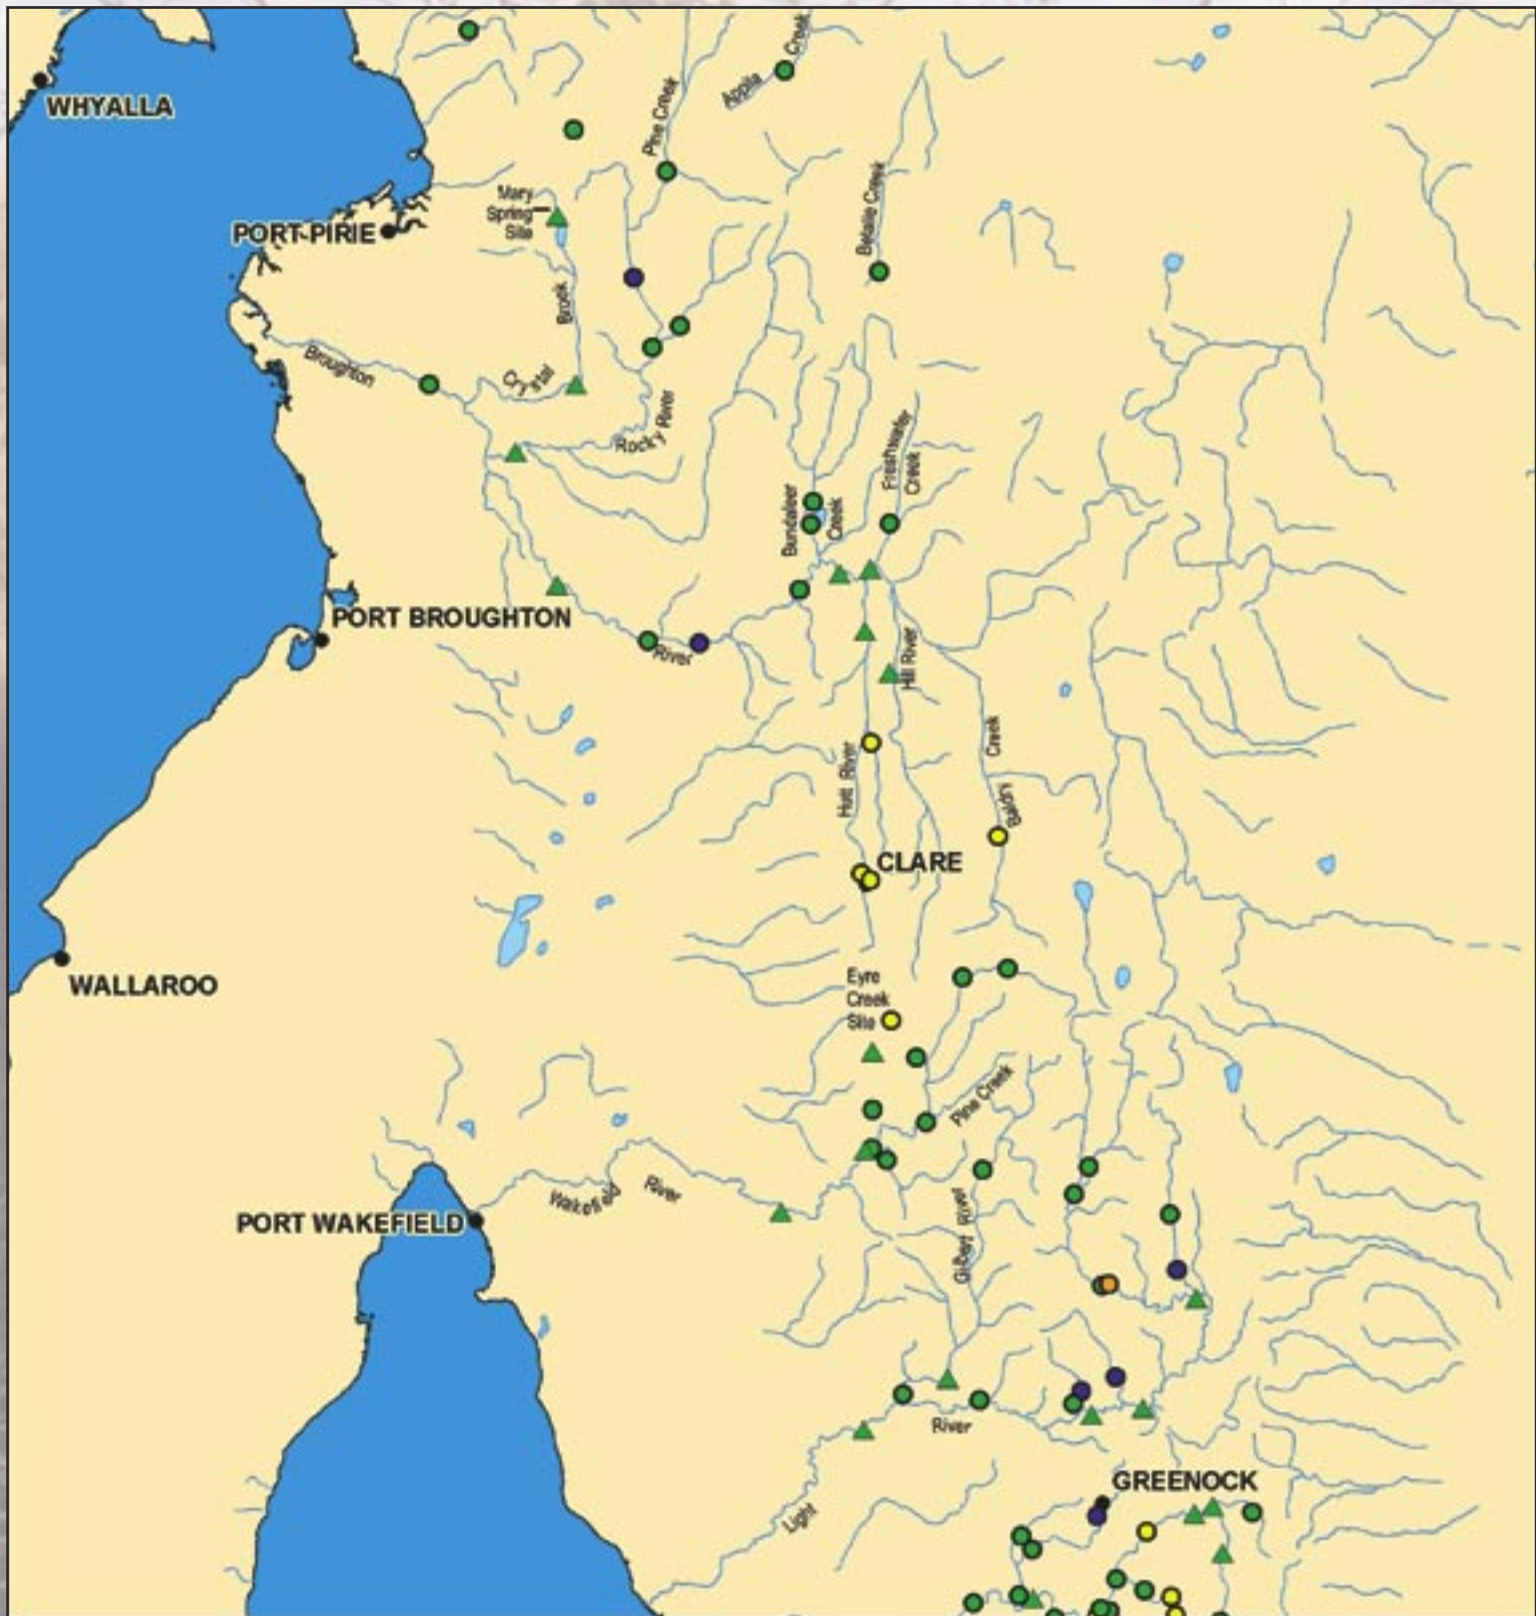 Creek
Appila
WHYALLA
Pine Creek
Mary
Spring
Site
Belalie Creek
PORT PIRIE
Brook
Broughton
Crystal
Rocky River
Freshwater
Creek
Bundaleer
Creek
PORT BROUGHTON
River
Hill River
Creek
Hutt River
Baldry
CLARE
Eyre
Creek
Site
WALLAROO
Pine Creek
Wakefield
River
Gilbert River
PORT WAKEFIELD
River
GREENOCK
Light